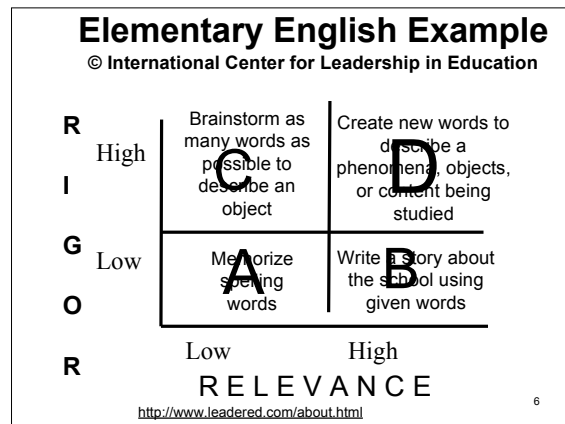 Elementary English Example
© International Center for Leadership in Education
R
I
G
O
R
High
Low
Brainstorm as
many words as
possible to
describe an
object
C
Create new words to
describe a
phenomena, objects,
or content being
studied
D
Memorize
spelling
words
A
Write a story about
the school using
given words
B
Low
High
RELEVANCE
http://www.leadered.com/about.html
6